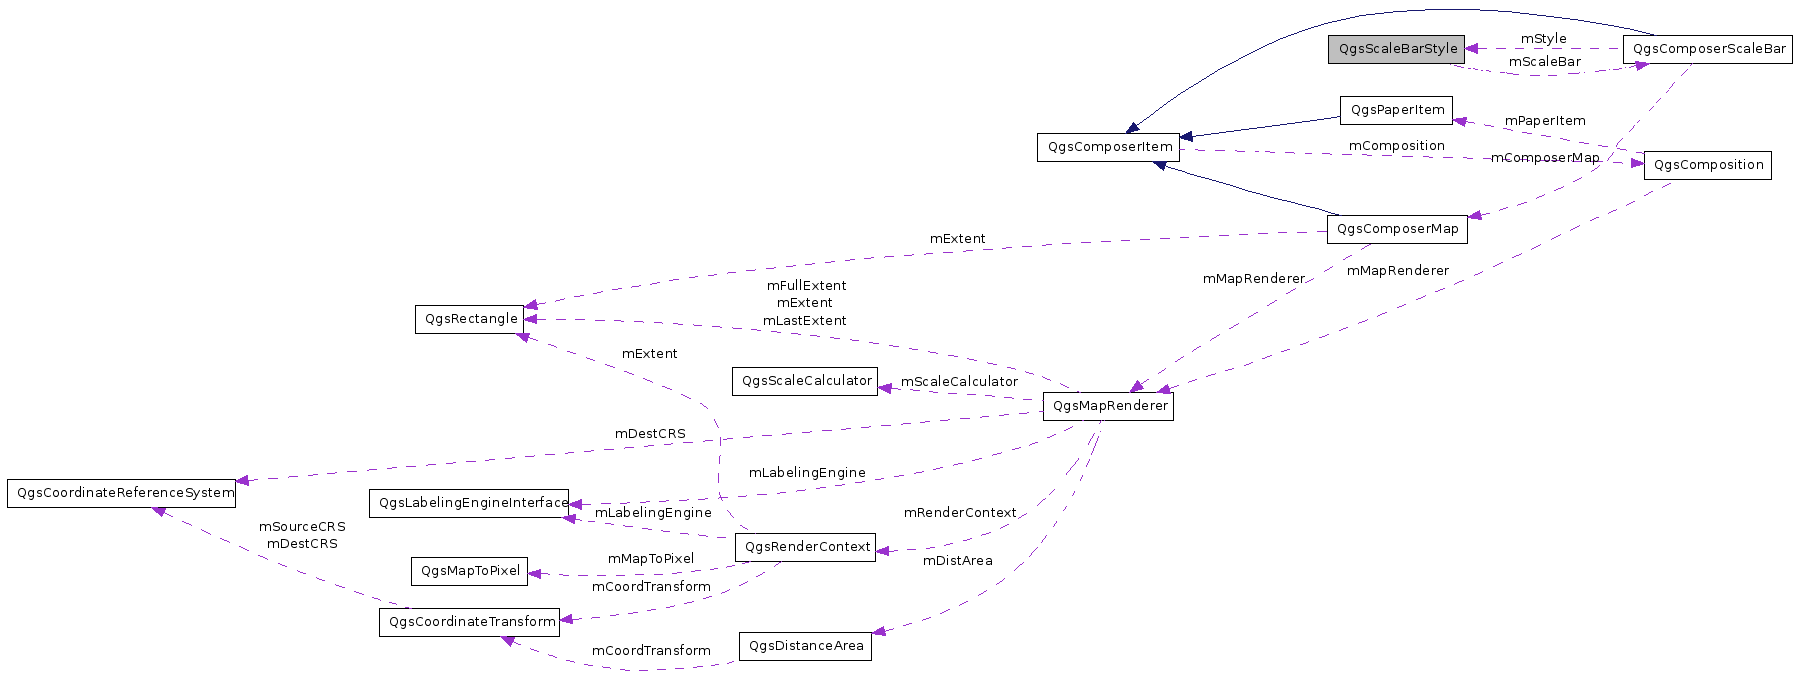 mStyle
QgsScaleBarStyle
QgsComposerScaleBar
mScaleBar
QgsPaperItem
mPaperItem
QgsComposerItem
mComposition
mComposerMap
QgsComposition
QgsComposerMap
mExtent
mMapRenderer
mMapRenderer
mFullExtent
mExtent
mLastExtent
QgsRectangle
mExtent
QgsScaleCalculator
mScaleCalculator
QgsMapRenderer
mDestCRS
mLabelingEngine
QgsCoordinateReferenceSystem
QgsLabelingEngineInterface
mLabelingEngine
mRenderContext
mSourceCRS
mDestCRS
QgsRenderContext
mMapToPixel
mDistArea
QgsMapToPixel
mCoordTransform
QgsCoordinateTransform
QgsDistanceArea
mCoordTransform